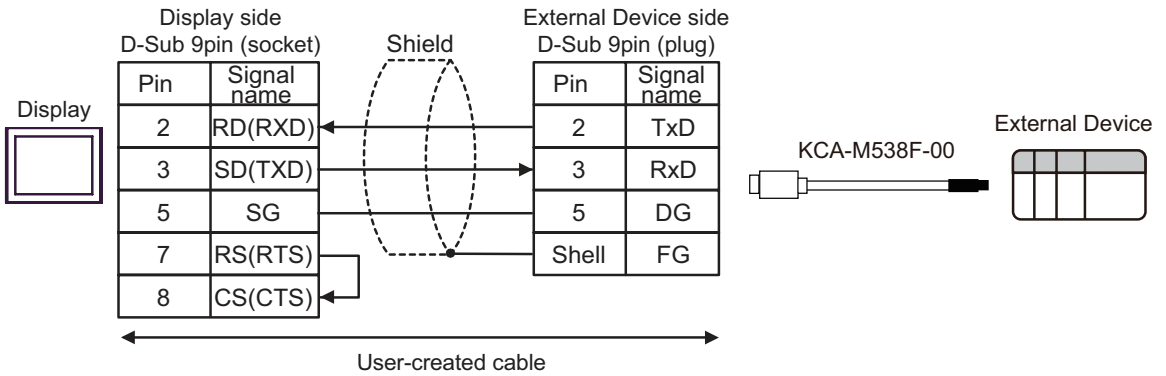 Display side
D-Sub 9pin (socket)
Shield
External Device side
D-Sub 9pin (plug)
Pin
Signal
name
Pin
Signal
name
Display
2
RD(RXD)
2
TxD
External Device
KCA-M538F-00
3
SD(TXD)
3
RxD
5
SG
5
DG
7
RS(RTS)
Shell
FG
8
CS(CTS)
User-created cable